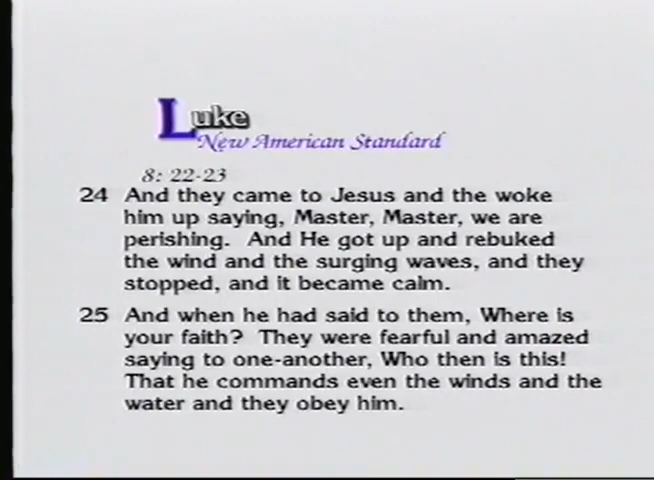 Luke
New American Standard
8: 22-23
24 And they came to Jesus and the woke
him up saying, Master, Master, we are
perishing. And He got up and rebuked
the wind and the surging waves, and they
stopped, and it became calm.
25 And when he had said to them, Where is
your faith? They were fearful and amazed
saying to one-another, Who then is this!
That he commands even the winds and the
water and they obey him.